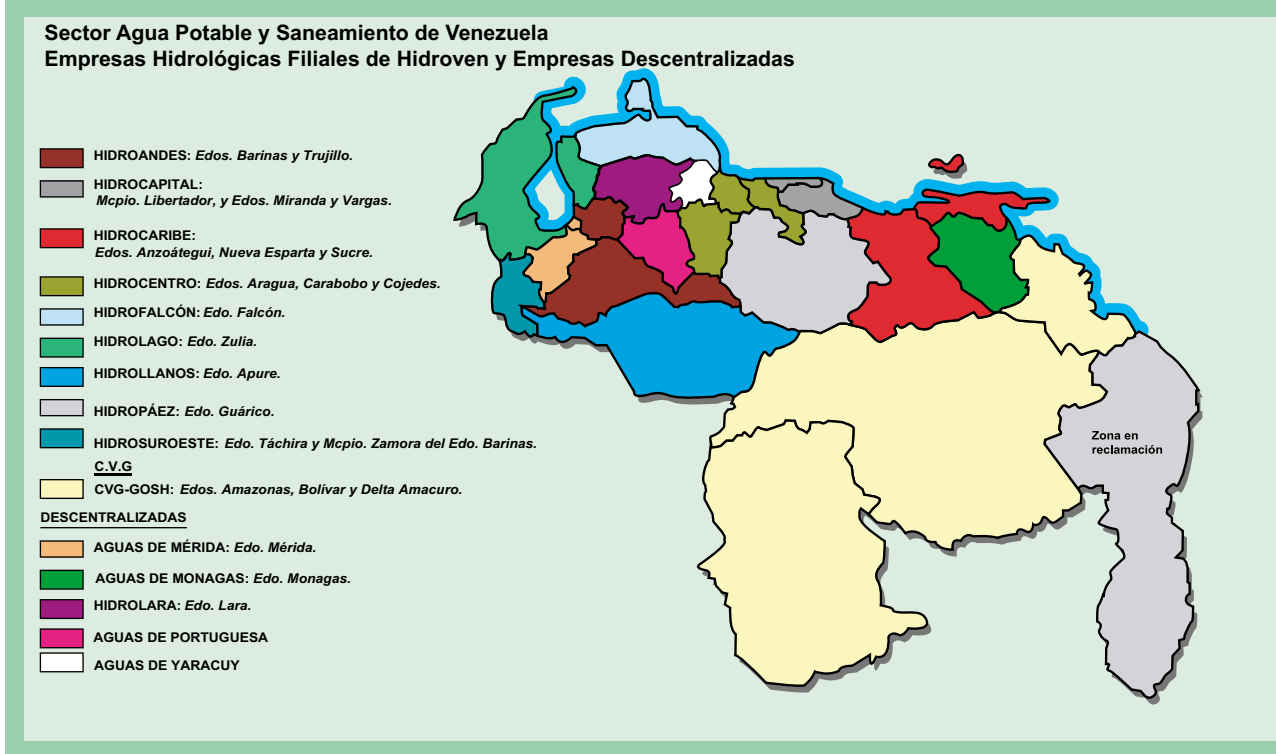 Sector Agua Potable y Saneamiento de Venezuela
Empresas Hidrológicas Filiales de Hidroven y Empresas Descentralizadas
HIDROANDES: Edos. Barinas y Trujillo.
HIDROCAPITAL:
Mcpio. Libertador, y Edos. Miranda y Vargas.
HIDROCARIBE:
Edos. Anzoátegui, Nueva Esparta y Sucre.
HIDROCENTRO: Edos. Aragua, Carabobo y Cojedes.
HIDROFALCÓN: Edo. Falcón.
HIDROLAGO: Edo. Zulia.
HIDROLLANOS: Edo. Apure.
HIDROPÁEZ: Edo. Guárico.
HIDROSUROESTE: Edo. Táchira y Mcpio. Zamora del Edo. Barinas.
C.V.G
CVG-GOSH: Edos. Amazonas, Bolívar y Delta Amacuro.
DESCENTRALIZADAS
AGUAS DE MÉRIDA: Edo. Mérida.
AGUAS DE MONAGAS: Edo. Monagas.
HIDROLARA: Edo. Lara.
AGUAS DE PORTUGUESA
AGUAS DE YARACUY
Zona en
reclamación